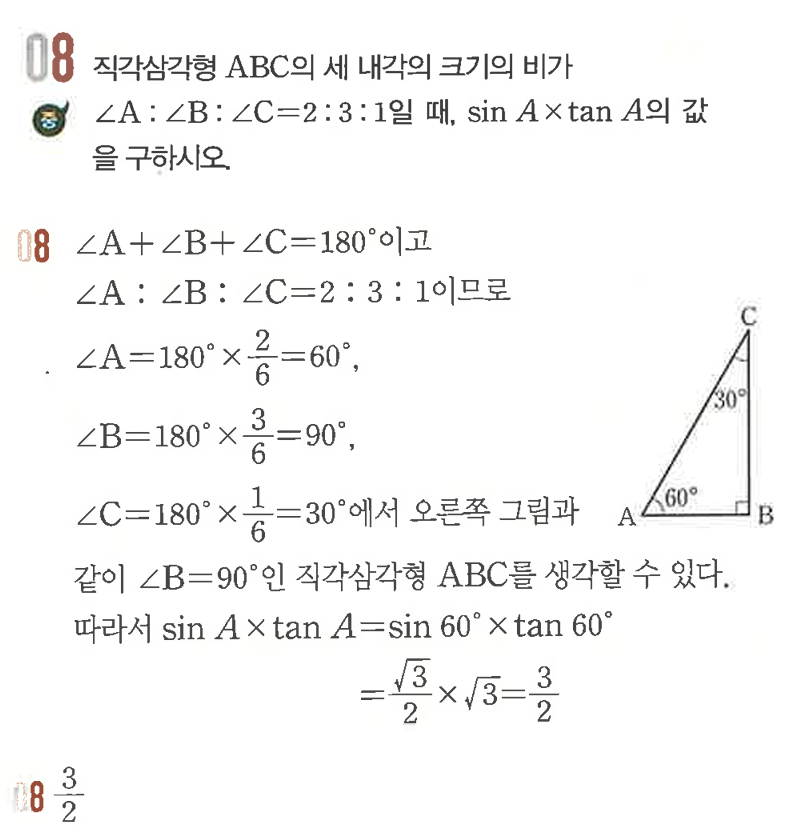 08 직각삼각형 ABC의 세 내각의 크기의 비가
중 ∠A : ∠B : ∠C=2 : 3 : 1일 때, sin A×tan A의 값
을 구하시오.
08 ∠A+∠B+∠C=180°이고
∠A : ∠B : ∠C=2 : 3 : 1이므로
∠A=180°×2/6=60°,
∠B=180°×3/6=90°,
∠C=180°×1/6=30°에서 오른쪽 그림과
C
30°
60°
A
B
같이 ∠B=90°인 직각삼각형 ABC를 생각할 수 있다.
따라서 sin A×tan A=sin 60°×tan 60°
=√3/2×√3=3/2
08 3/2